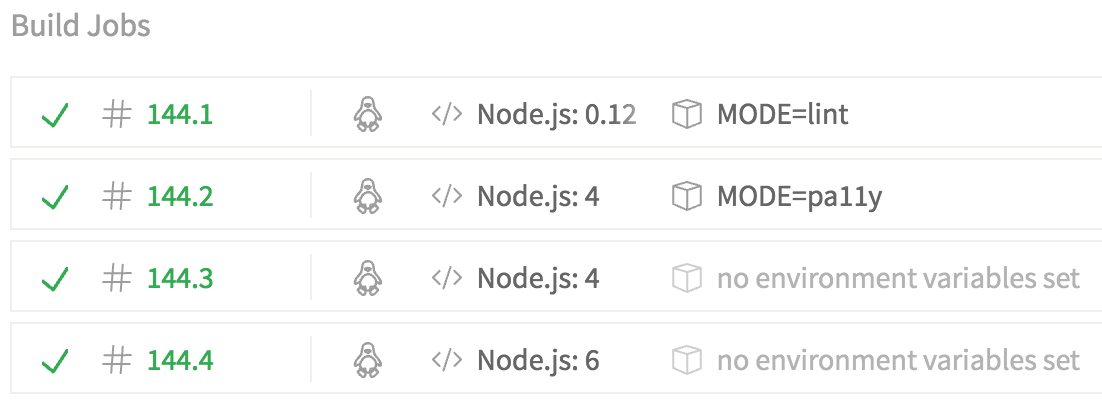 Build Jobs
# 144.1 </> Node.js: 0.12 MODE=lint
# 144.2 </> Node.js: 4 MODE=pa11y
# 144.3 </> Node.js: 4 no environment variables set
# 144.4 </> Node.js: 6 no environment variables set